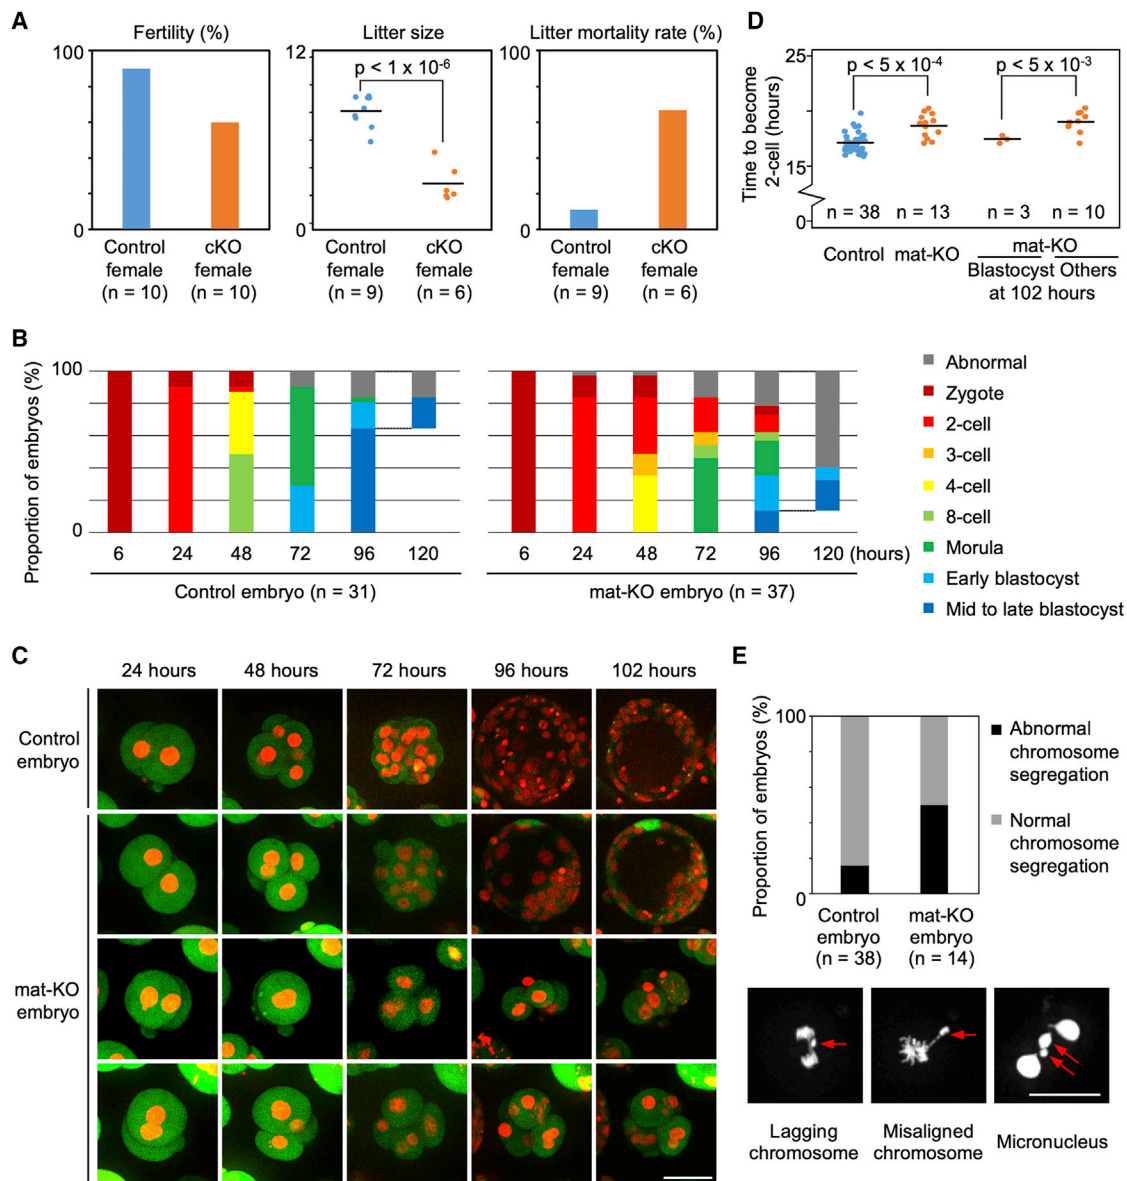 A
Fertility (%)
100
0
Control female (n = 10)
cKO female (n = 10)
Litter size
12
p < 1 x 10-6
0
Control female (n = 9)
cKO female (n = 6)
Litter mortality rate (%)
100
0
Control female (n = 9)
cKO female (n = 6)
D
Time to become
2-cell (hours)
25
15
0
p < 5 x 10-4
p < 5 x 10-3
n = 38
n = 13
n = 3
n = 10
Control
mat-KO
mat-KO
Blastocyst
Others
at 102 hours
B
Proportion of embryos (%)
100
0
6 24 48 72 96 120
Control embryo (n = 31)
6 24 48 72 96 120 (hours)
mat-KO embryo (n = 37)
Abnormal
Zygote
2-cell
3-cell
4-cell
8-cell
Morula
Early blastocyst
Mid to late blastocyst
C
24 hours
48 hours
72 hours
96 hours
102 hours
Control
embryo
mat-KO
embryo
E
Proportion of embryos (%)
100
0
Control
embryo
(n = 38)
mat-KO
embryo
(n = 14)
Abnormal
chromosome
segregation
Normal
chromosome
segregation
Lagging
chromosome
Misaligned
chromosome
Micronucleus